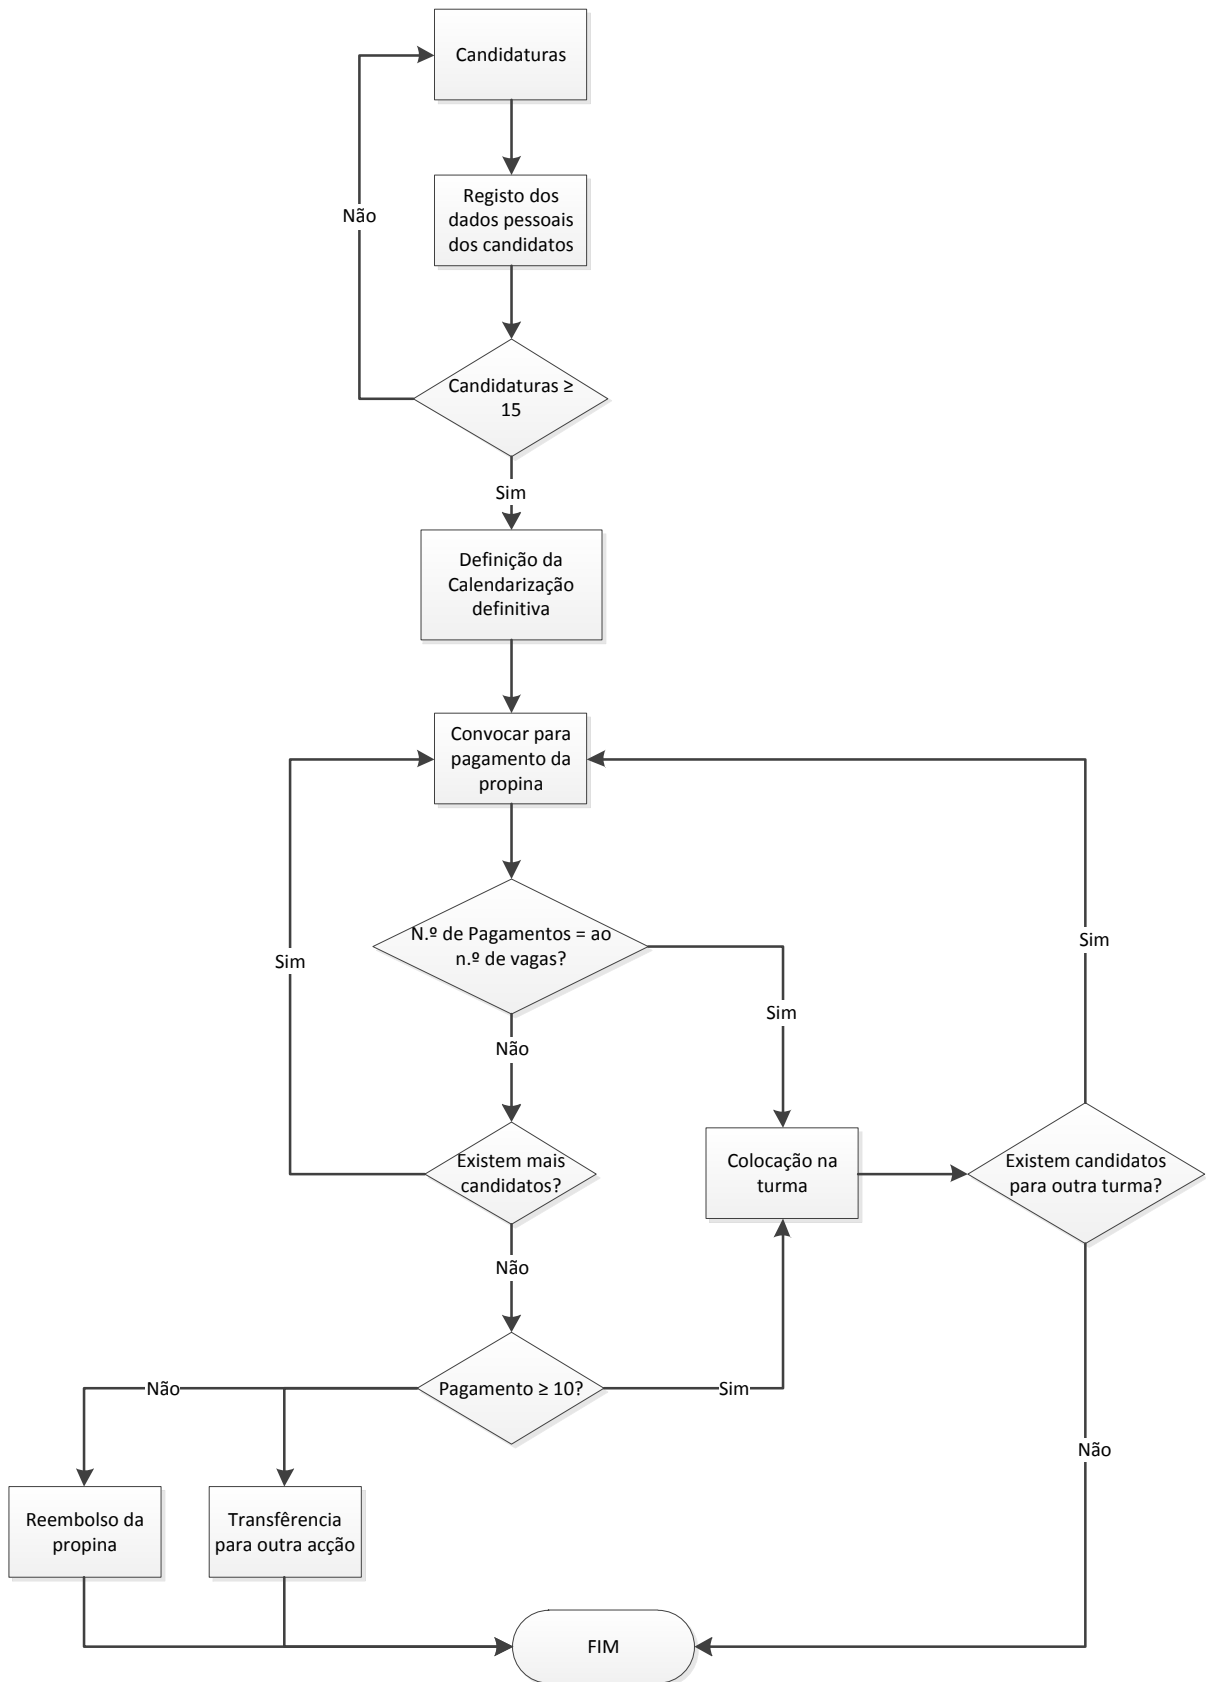 Candidaturas
Registo dos
dados pessoais
dos candidatos
Não
Candidaturas ≥
15
Sim
Definição da
Calendarização
definitiva
Convocar para
pagamento da
propina
N.º de Pagamentos = ao
n.º de vagas?
Sim
Sim
Sim
Não
Existem mais
candidatos?
Colocação na
turma
Existem candidatos
para outra turma?
Não
Pagamento ≥ 10?
Não
Sim
Não
Reembolso da
propina
Transfêrencia
para outra acção
FIM